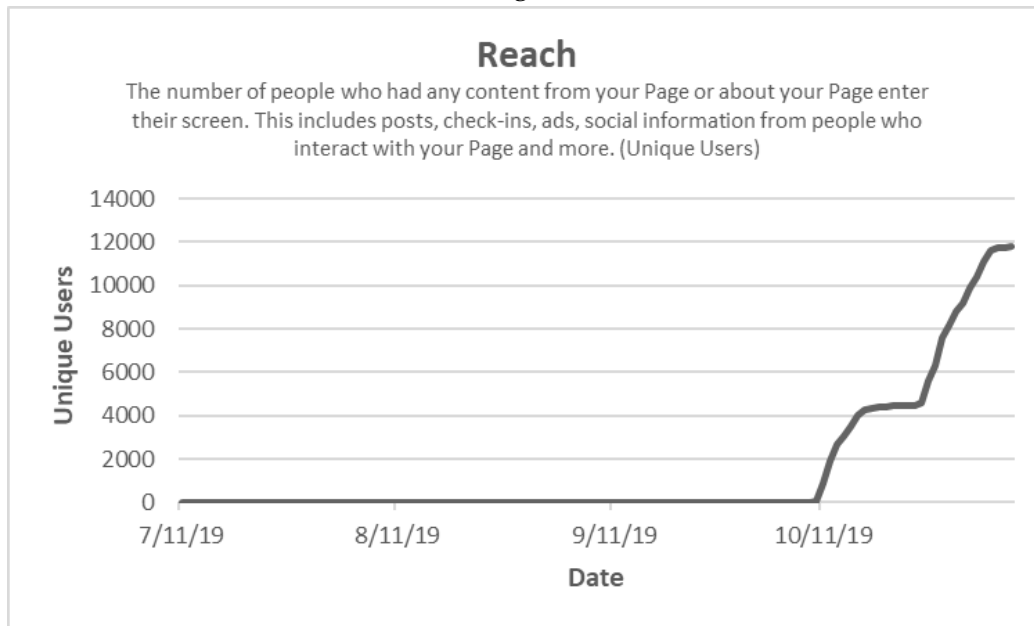 Reach
The number of people who had any content from your Page or about your Page enter
their screen. This includes posts, check-ins, ads, social information from people who
interact with your Page and more. (Unique Users)
14000
12000
10000
8000
6000
4000
2000
0
Unique Users
7/11/19 8/11/19 9/11/19 10/11/19
Date